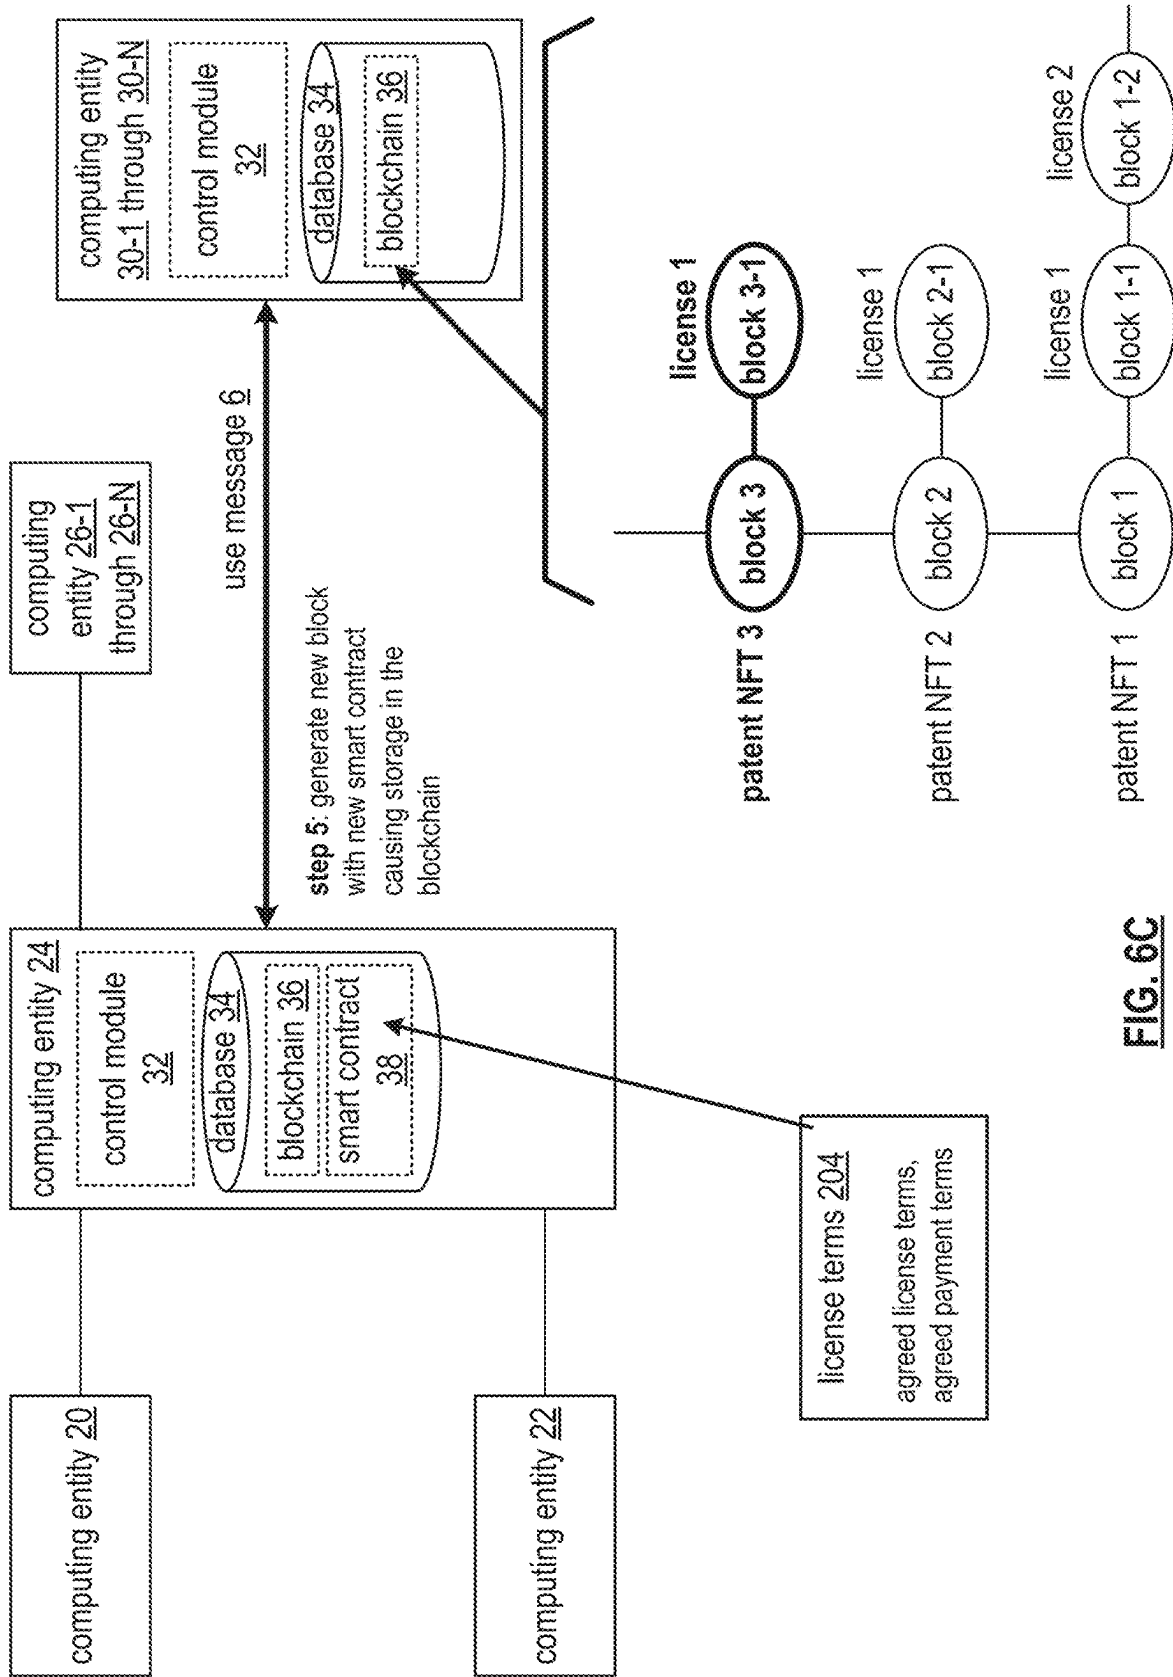 computing entity 20
computing entity 22
computing entity 24
control module
32
database 34
blockchain 36
smart contract
38
computing
entity 26-1
through 26-N
use message 6
step 5: generate new block
with new smart contract
causing storage in the
blockchain
computing entity
30-1 through 30-N
control module
32
database 34
blockchain 36
license terms 204
agreed license terms,
agreed payment terms
patent NFT 3
block 3
license 1
block 3-1
patent NFT 2
block 2
license 1
block 2-1
patent NFT 1
block 1
license 1
block 1-1
license 2
block 1-2
FIG. 6C